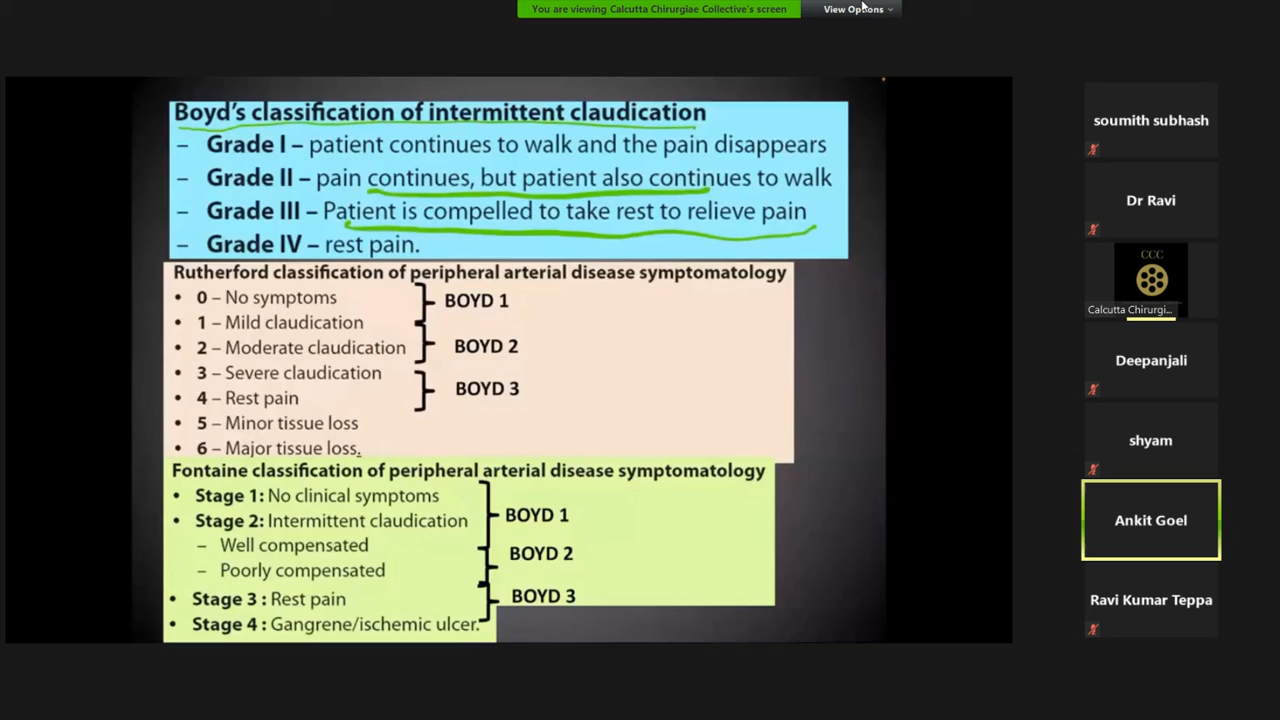 You are viewing Calcutta Chirurgiae Collective's screen
View Options
Boyd's classification of intermittent claudication
– Grade I – patient continues to walk and the pain disappears
– Grade II – pain continues, but patient also continues to walk
– Grade III – Patient is compelled to take rest to relieve pain
– Grade IV – rest pain.
Rutherford classification of peripheral arterial disease symptomatology
• 0 – No symptoms
BOYD 1
• 1 – Mild claudication
• 2 – Moderate claudication
BOYD 2
• 3 – Severe claudication
BOYD 3
• 4 – Rest pain
• 5 – Minor tissue loss
• 6 – Major tissue loss.
Fontaine classification of peripheral arterial disease symptomatology
• Stage 1: No clinical symptoms
BOYD 1
• Stage 2: Intermittent claudication
– Well compensated
BOYD 2
– Poorly compensated
• Stage 3 : Rest pain
BOYD 3
• Stage 4 : Gangrene/ischemic ulcer.
soumith subhash
Dr Ravi
CCC
Calcutta Chirurgi...
Deepanjali
shyam
Ankit Goel
Ravi Kumar Teppa